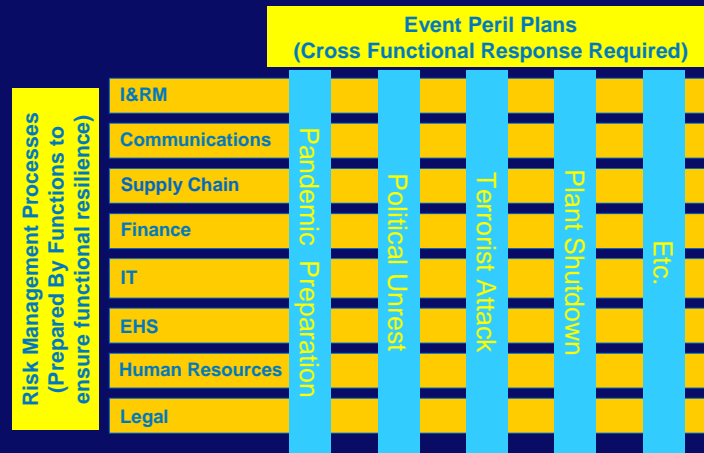 Event Peril Plans
(Cross Functional Response Required)
Risk Management Processes
(Prepared By Functions to
ensure functional resilience)
I&RM
Communications
Supply Chain
Finance
IT
EHS
Human Resources
Legal
Pandemic Preparation
Political Unrest
Terrorist Attack
Plant Shutdown
Etc.